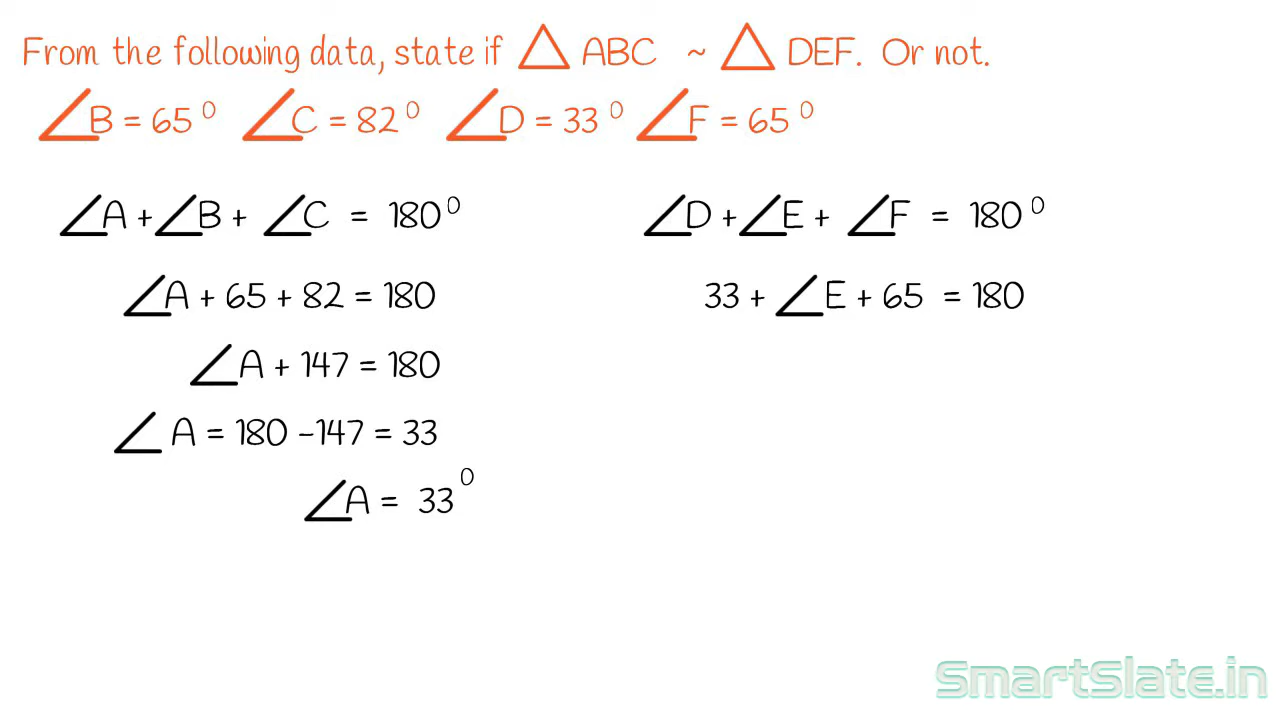 From the following data, state if △ ABC ~ △ DEF. Or not.
∠B = 65⁰ ∠C = 82⁰ ∠D = 33⁰ ∠F = 65⁰
∠A + ∠B + ∠C = 180⁰
∠A + 65 + 82 = 180
∠A + 147 = 180
∠A = 180 - 147 = 33
∠A = 33⁰
∠D + ∠E + ∠F = 180⁰
33 + ∠E + 65 = 180
SmartSlate.in